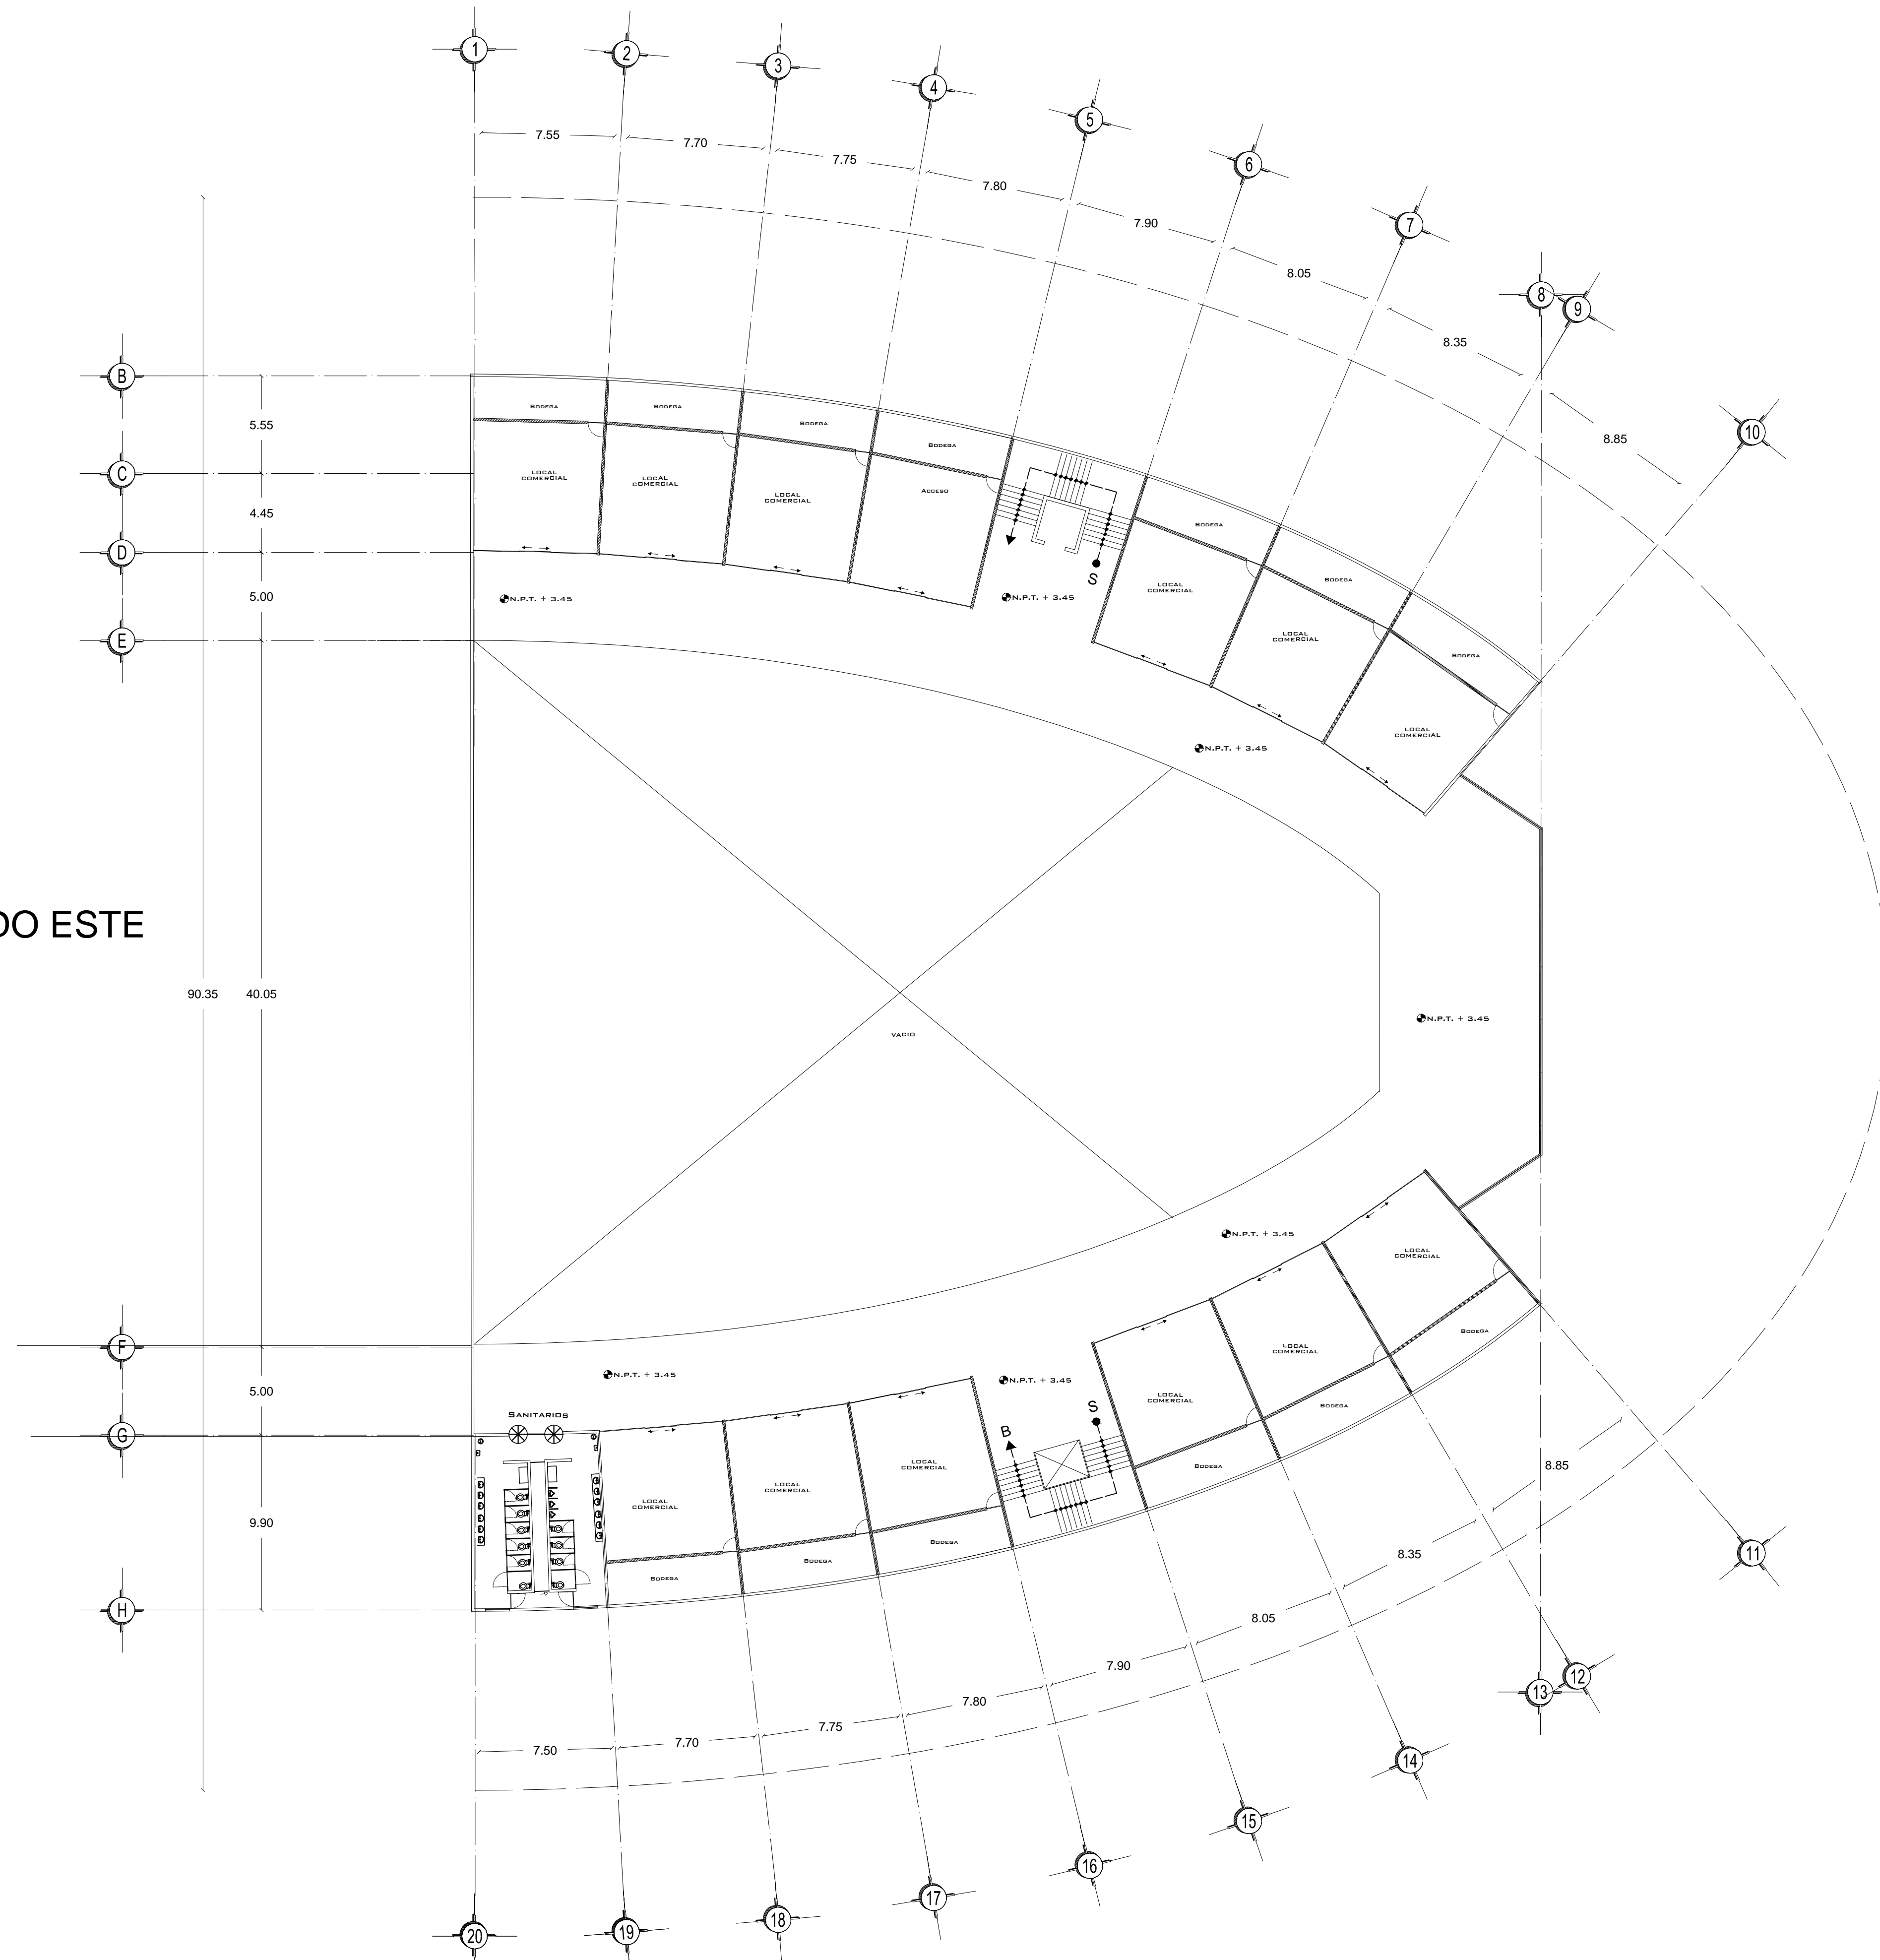 1
2
3
4
5
6
7
8
9
10
7.55
7.70
7.75
7.80
7.90
8.05
8.35
8.85
B
C
D
E
5.55
4.45
5.00
BODEGA
BODEGA
BODEGA
BODEGA
LOCAL
COMERCIAL
LOCAL
COMERCIAL
LOCAL
COMERCIAL
ACCESO
S
BODEGA
BODEGA
BODEGA
LOCAL
COMERCIAL
LOCAL
COMERCIAL
LOCAL
COMERCIAL
N.P.T. + 3.45
N.P.T. + 3.45
N.P.T. + 3.45
DO ESTE
90.35
40.05
VACIO
N.P.T. + 3.45
N.P.T. + 3.45
N.P.T. + 3.45
N.P.T. + 3.45
F
G
H
5.00
9.90
SANITARIOS
B
S
LOCAL
COMERCIAL
LOCAL
COMERCIAL
LOCAL
COMERCIAL
LOCAL
COMERCIAL
LOCAL
COMERCIAL
LOCAL
COMERCIAL
BODEGA
BODEGA
BODEGA
BODEGA
BODEGA
BODEGA
7.50
7.70
7.75
7.80
7.90
8.05
8.35
8.85
20
19
18
17
16
15
14
13
12
11